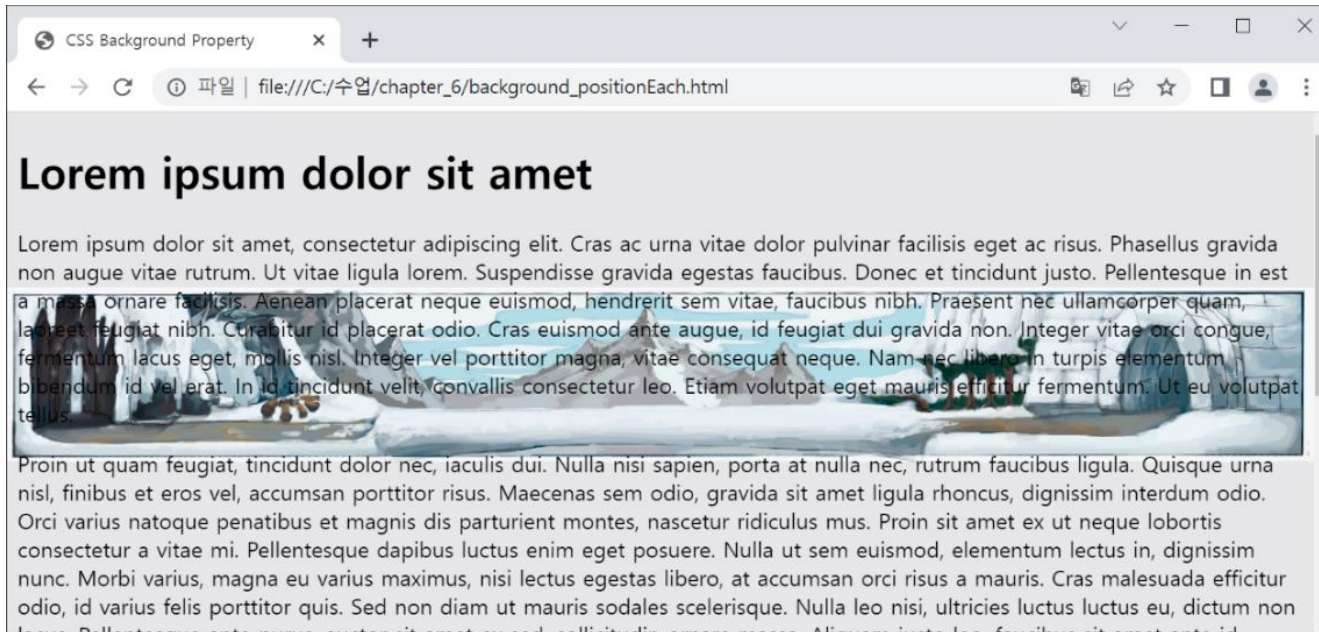 CSS Background Property
파일 | file:///C:/수업/chapter_6/background_positionEach.html
Lorem ipsum dolor sit amet
Lorem ipsum dolor sit amet, consectetur adipiscing elit. Cras ac urna vitae dolor pulvinar facilisis eget ac risus. Phasellus gravida
non augue vitae rutrum. Ut vitae ligula lorem. Suspendisse gravida egestas faucibus. Donec et tincidunt justo. Pellentesque in est
a massa ornare facilisis. Aenean placerat neque euismod, hendrerit sem vitae, faucibus nibh. Praesent nec ullamcorper quam,
laoreet feugiat nibh. Curabitur id placerat odio. Cras euismod ante augue, id feugiat dui gravida non. Integer vitae orci congue,
fermentum lacus eget, mollis nisl. Integer vel porttitor magna, vitae consequat neque. Nam nec libero in turpis elementum
bibendum id vel erat. In id tincidunt velit, convallis consectetur leo. Etiam volutpat eget mauris efficitur fermentum. Ut eu volutpat
tellus.
Proin ut quam feugiat, tincidunt dolor nec, iaculis dui. Nulla nisi sapien, porta at nulla nec, rutrum faucibus ligula. Quisque urna
nisl, finibus et eros vel, accumsan porttitor risus. Maecenas sem odio, gravida sit amet ligula rhoncus, dignissim interdum odio.
Orci varius natoque penatibus et magnis dis parturient montes, nascetur ridiculus mus. Proin sit amet ex ut neque lobortis
consectetur a vitae mi. Pellentesque dapibus luctus enim eget posuere. Nulla ut sem euismod, elementum lectus in, dignissim
nunc. Morbi varius, magna eu varius maximus, nisi lectus egestas libero, at accumsan orci risus a mauris. Cras malesuada efficitur
odio, id varius felis porttitor quis. Sed non diam ut mauris sodales scelerisque. Nulla leo nisi, ultricies luctus luctus eu, dictum non